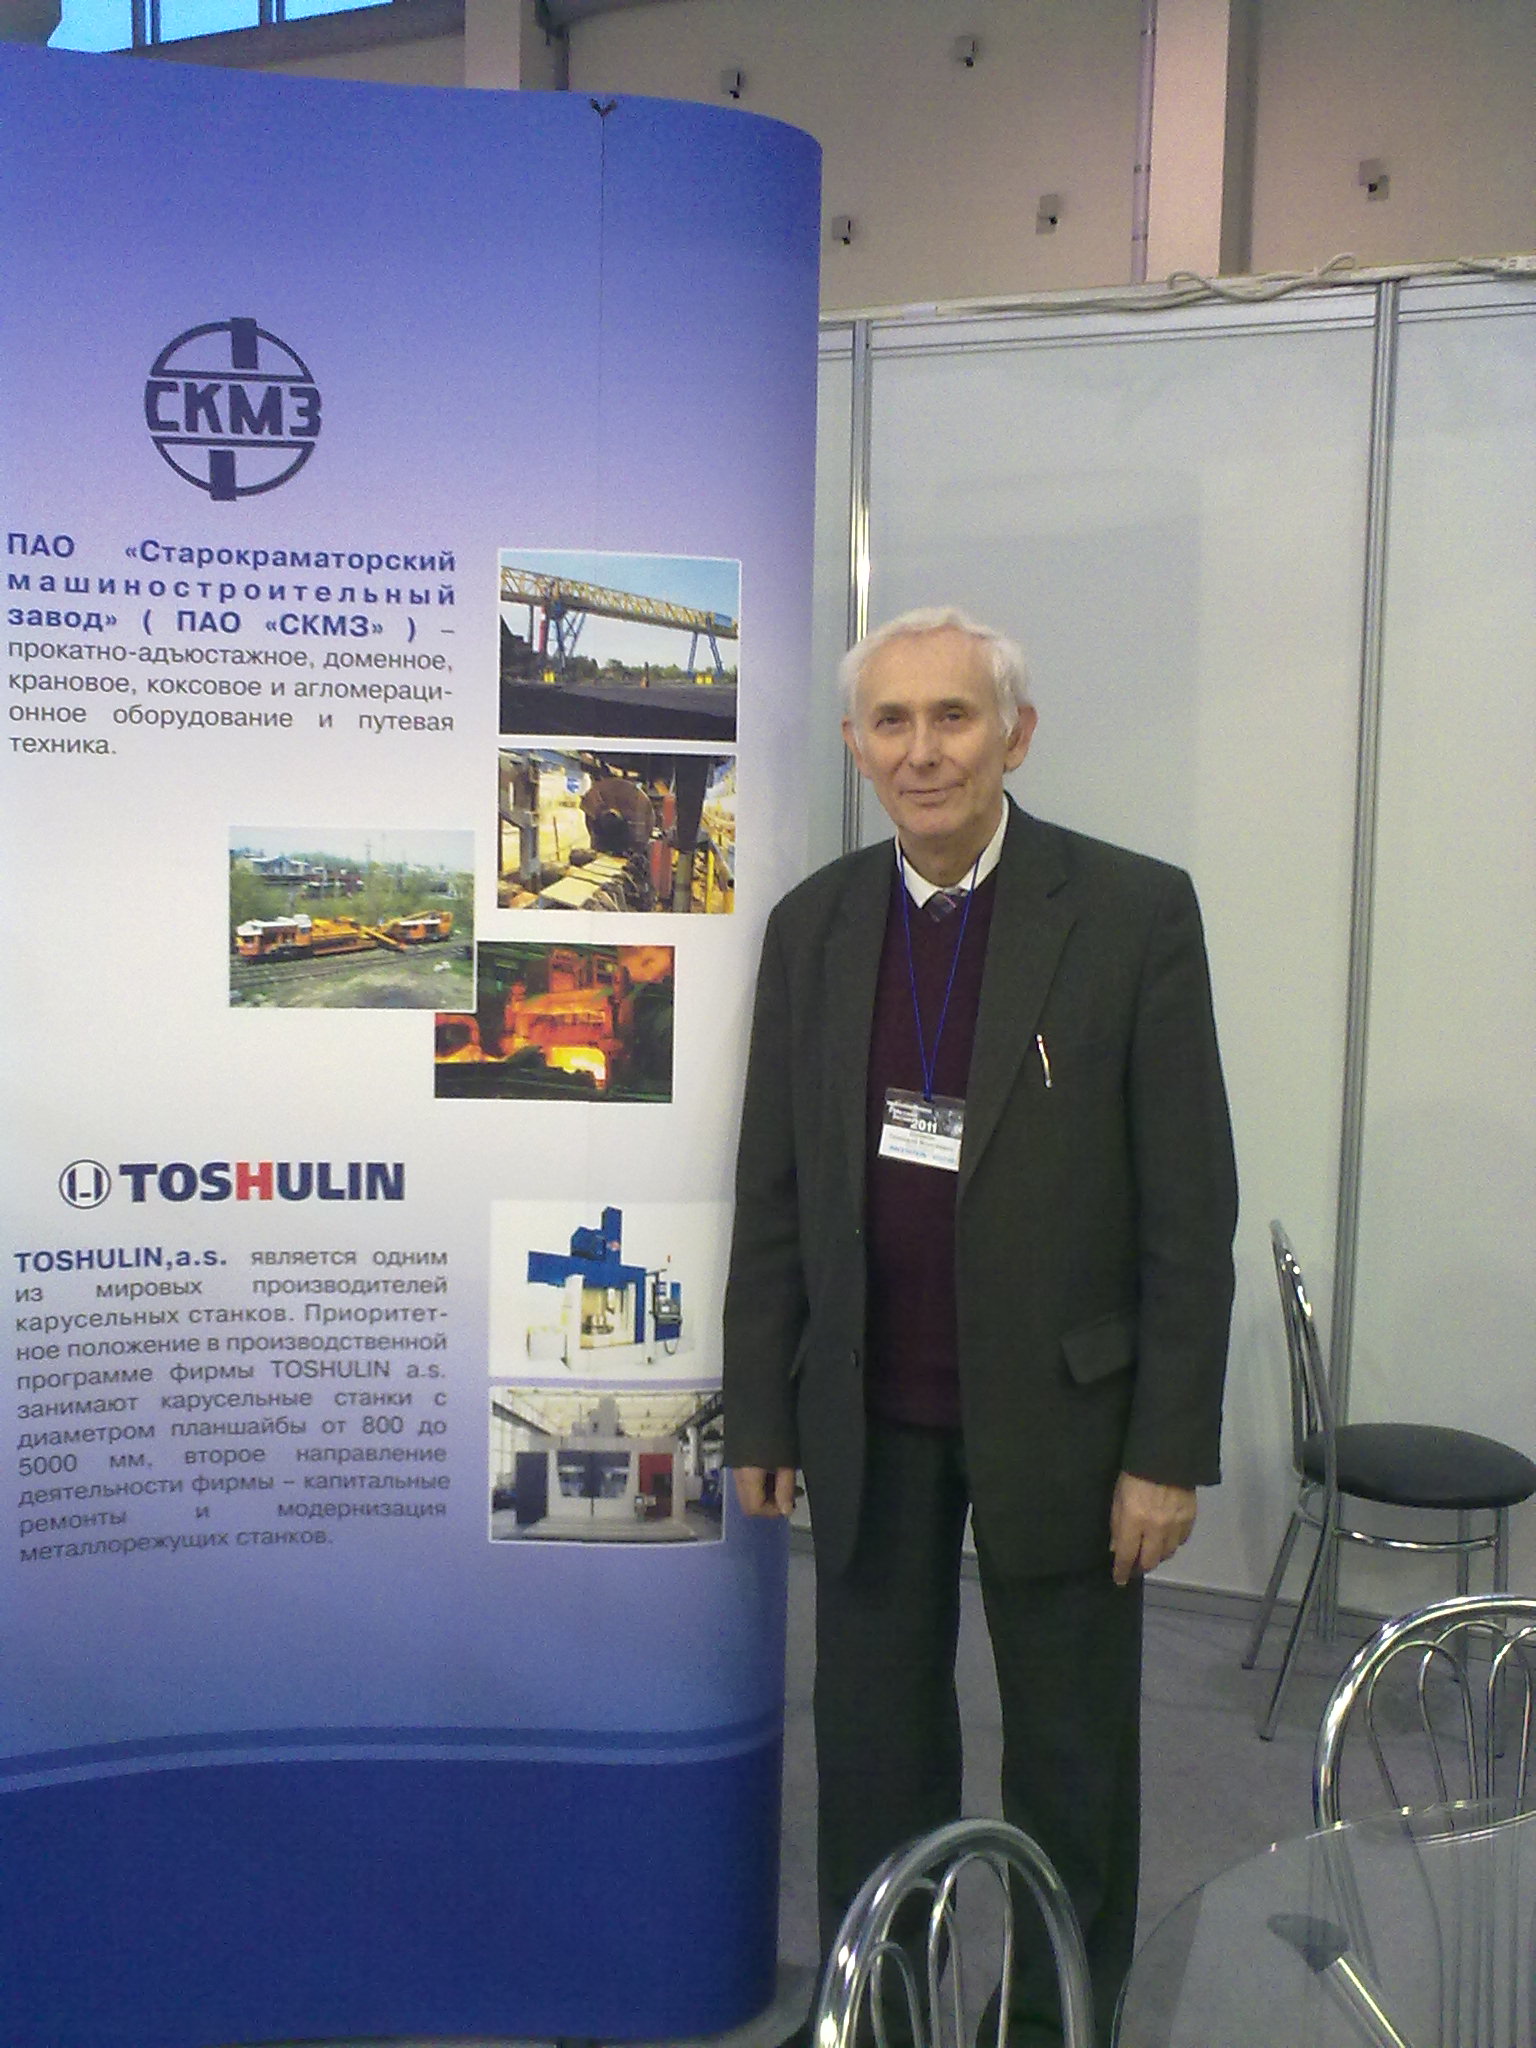 СКМЗ
ПАО «Старокраматорский
машиностроительный
завод» ( ПАО «СКМЗ» ) –
прокатно-адъюстажное, доменное,
крановое, коксовое и агломераци-
онное оборудование и путевая
техника.
TOSHULIN
TOSHULIN,a.s. является одним
из мировых производителей
карусельных станков. Приоритет-
ное положение в производственной
программе фирмы TOSHULIN a.s.
занимают карусельные станки с
диаметром планшайбы от 800 до
5000 мм, второе направление
деятельности фирмы – капитальные
ремонты и модернизация
металлорежущих станков.
2011